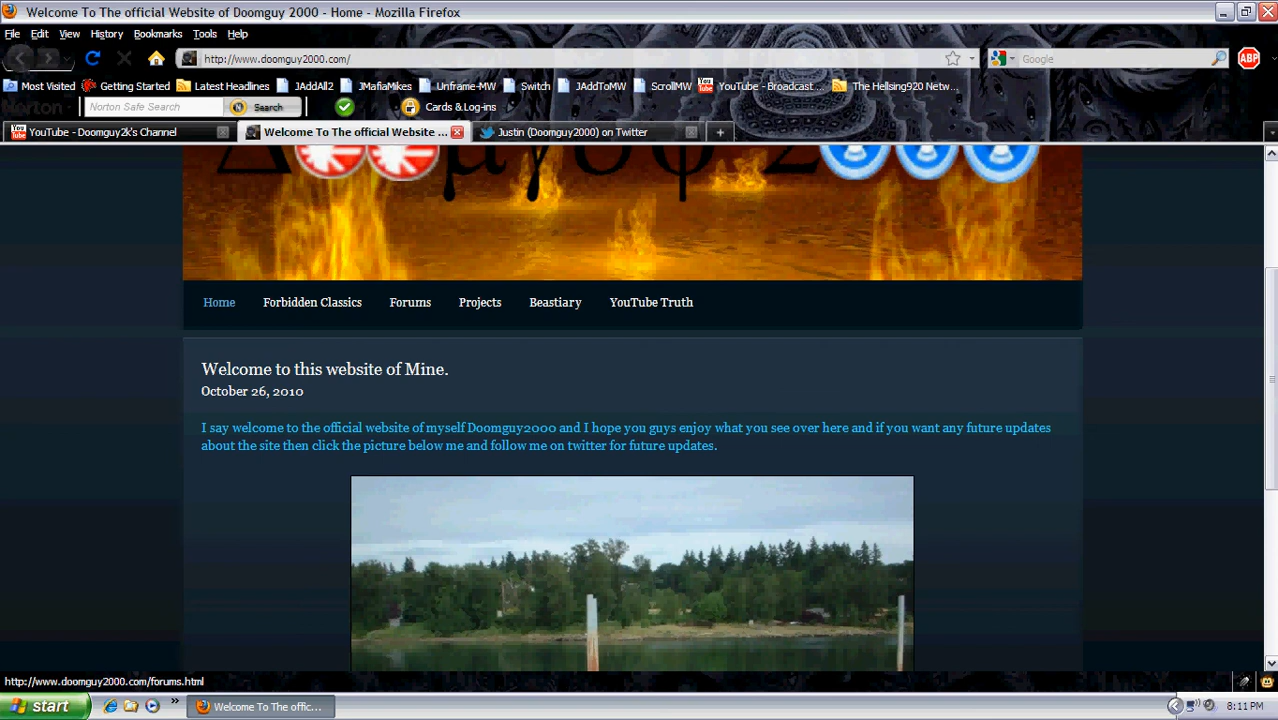 Welcome To The official Website of Doomguy 2000 - Home - Mozilla Firefox
File Edit View History Bookmarks Tools Help
http://www.doomguy2000.com/
Google
ABP
Most Visited Getting Started Latest Headlines JAddAll2 JMafiaMikes Unframe-MW Switch JAddToMW ScrollMW YouTube - Broadcast ... The Hellsing920 Netw...
Norton Norton Safe Search Search Cards & Log-ins
YouTube - Doomguy2k's Channel Welcome To The official Website ... Justin (Doomguy2000) on Twitter
Home Forbidden Classics Forums Projects Beastiary YouTube Truth
Welcome to this website of Mine.
October 26, 2010
I say welcome to the official website of myself Doomguy2000 and I hope you guys enjoy what you see over here and if you want any future updates
about the site then click the picture below me and follow me on twitter for future updates.
http://www.doomguy2000.com/forums.html
start Welcome To The offic... 8:11 PM